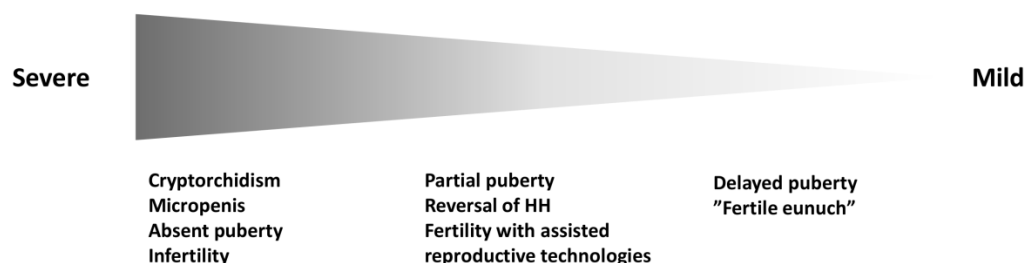 Severe
Mild
Cryptorchidism
Micropenis
Absent puberty
Infertility
Partial puberty
Reversal of HH
Fertility with assisted
reproductive technologies
Delayed puberty
”Fertile eunuch”